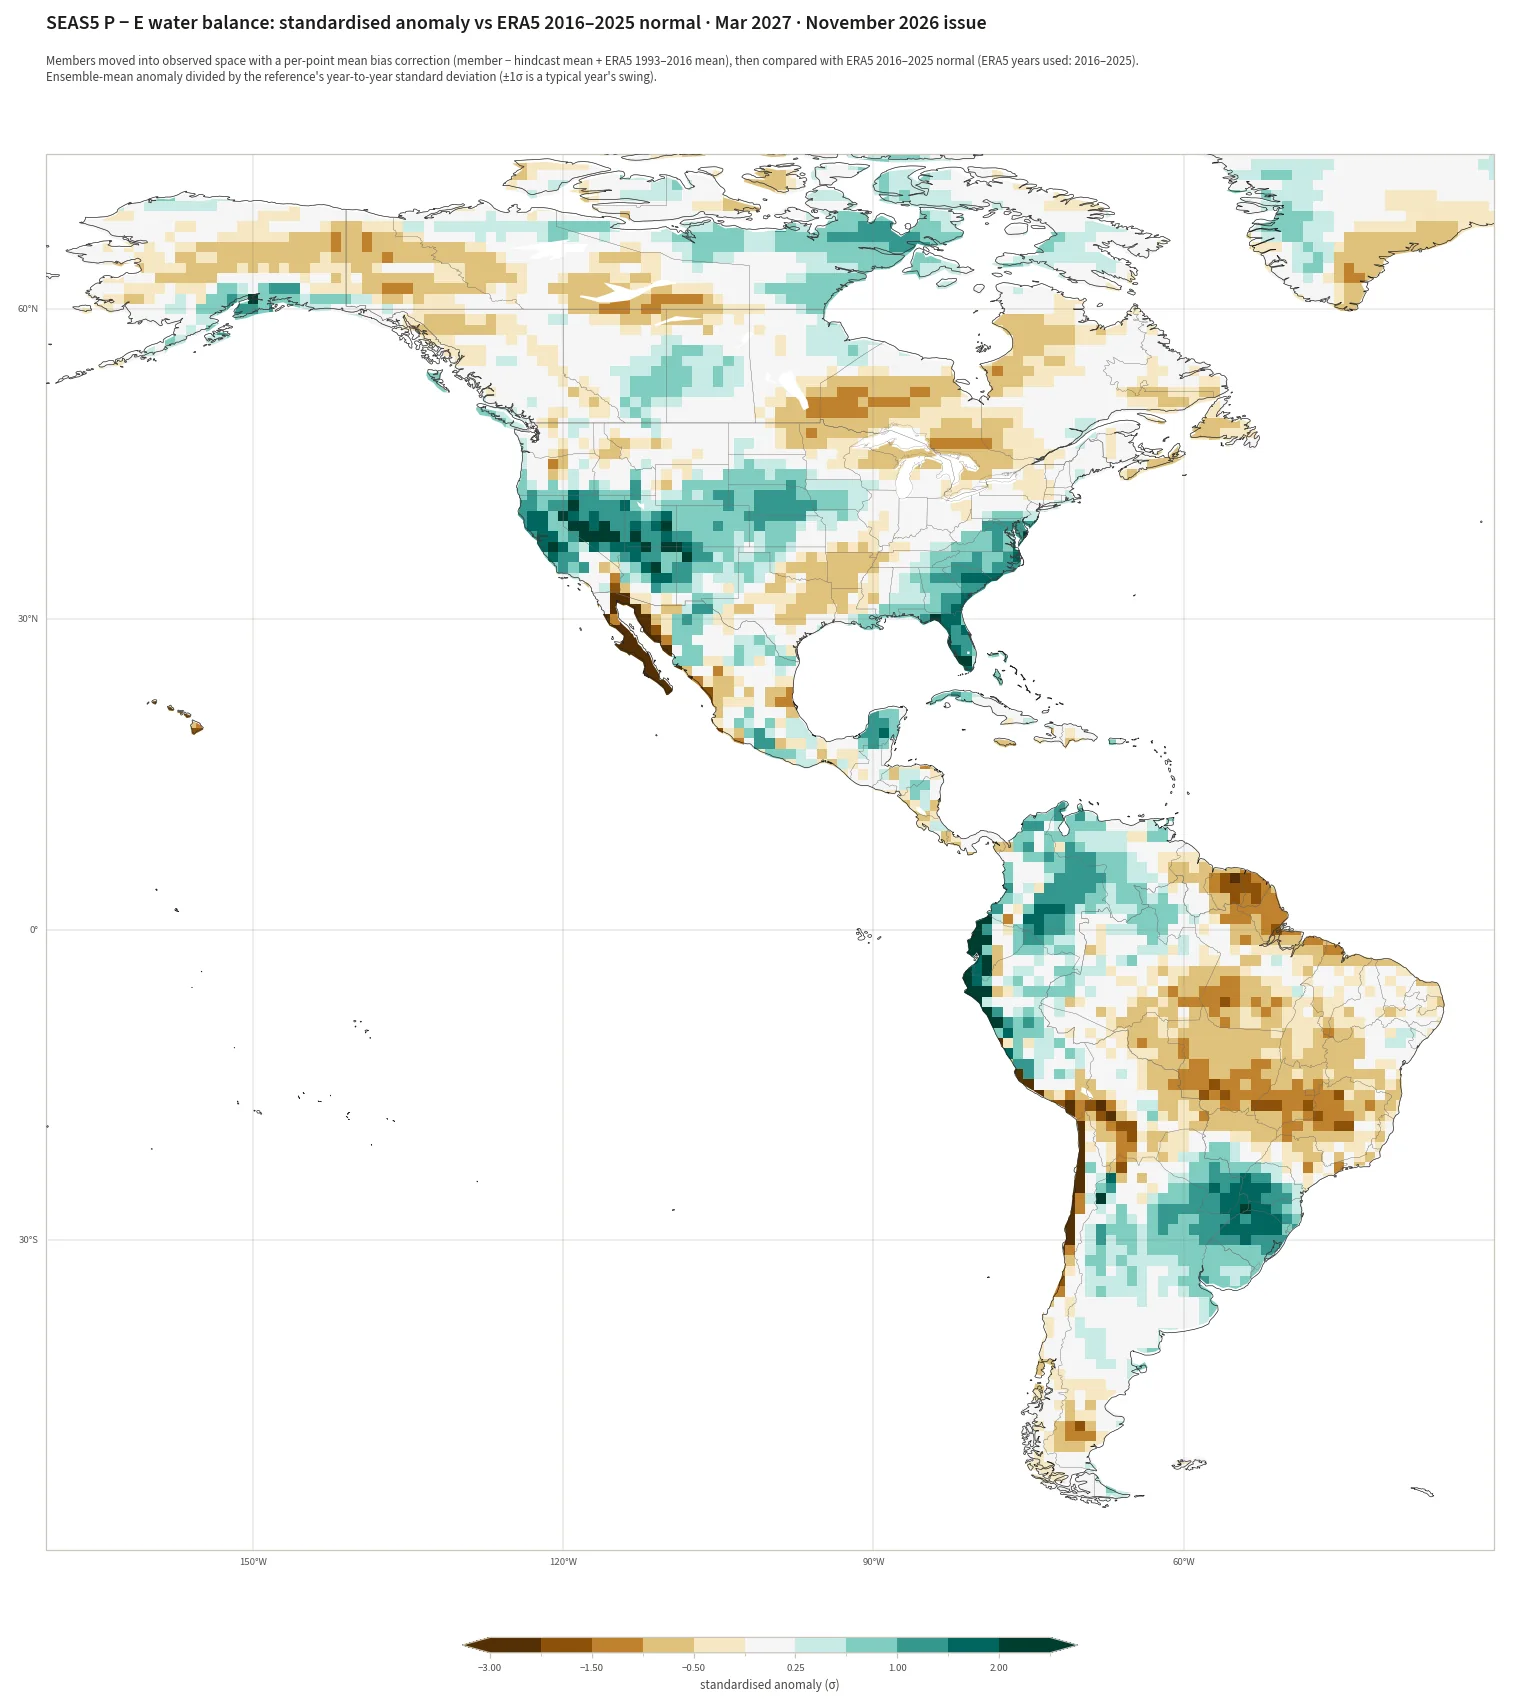 SEAS5 P − E water balance: standardised anomaly vs ERA5 2016–2025 normal · Mar 2027 · November 2026 issue
Members moved into observed space with a per-point mean bias correction (member − hindcast mean + ERA5 1993–2016 mean), then compared with ERA5 2016–2025 normal (ERA5 years used: 2016–2025).
Ensemble-mean anomaly divided by the reference's year-to-year standard deviation (±1σ is a typical year's swing).
60°N
30°N
0°
30°S
150°W
120°W
90°W
60°W
−3.00
−1.50
−0.50
0.25
1.00
2.00
standardised anomaly (σ)